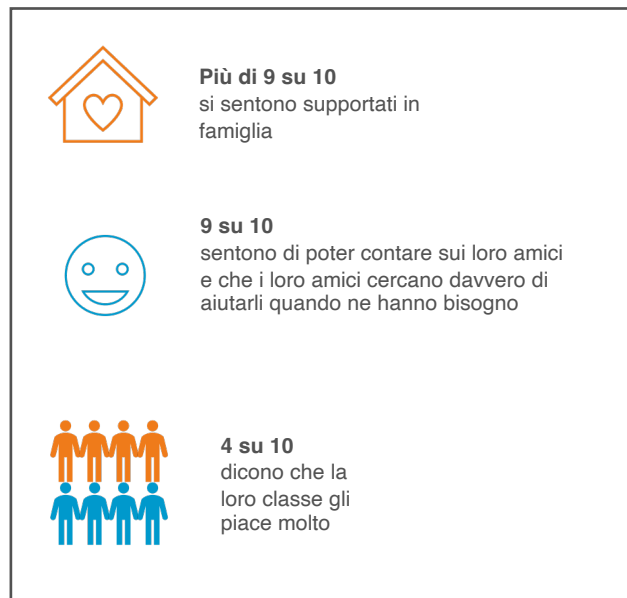 Più di 9 su 10
si sentono supportati in
famiglia
9 su 10
sentono di poter contare sui loro amici
e che i loro amici cercano davvero di
aiutarli quando ne hanno bisogno
4 su 10
dicono che la
loro classe gli
piace molto